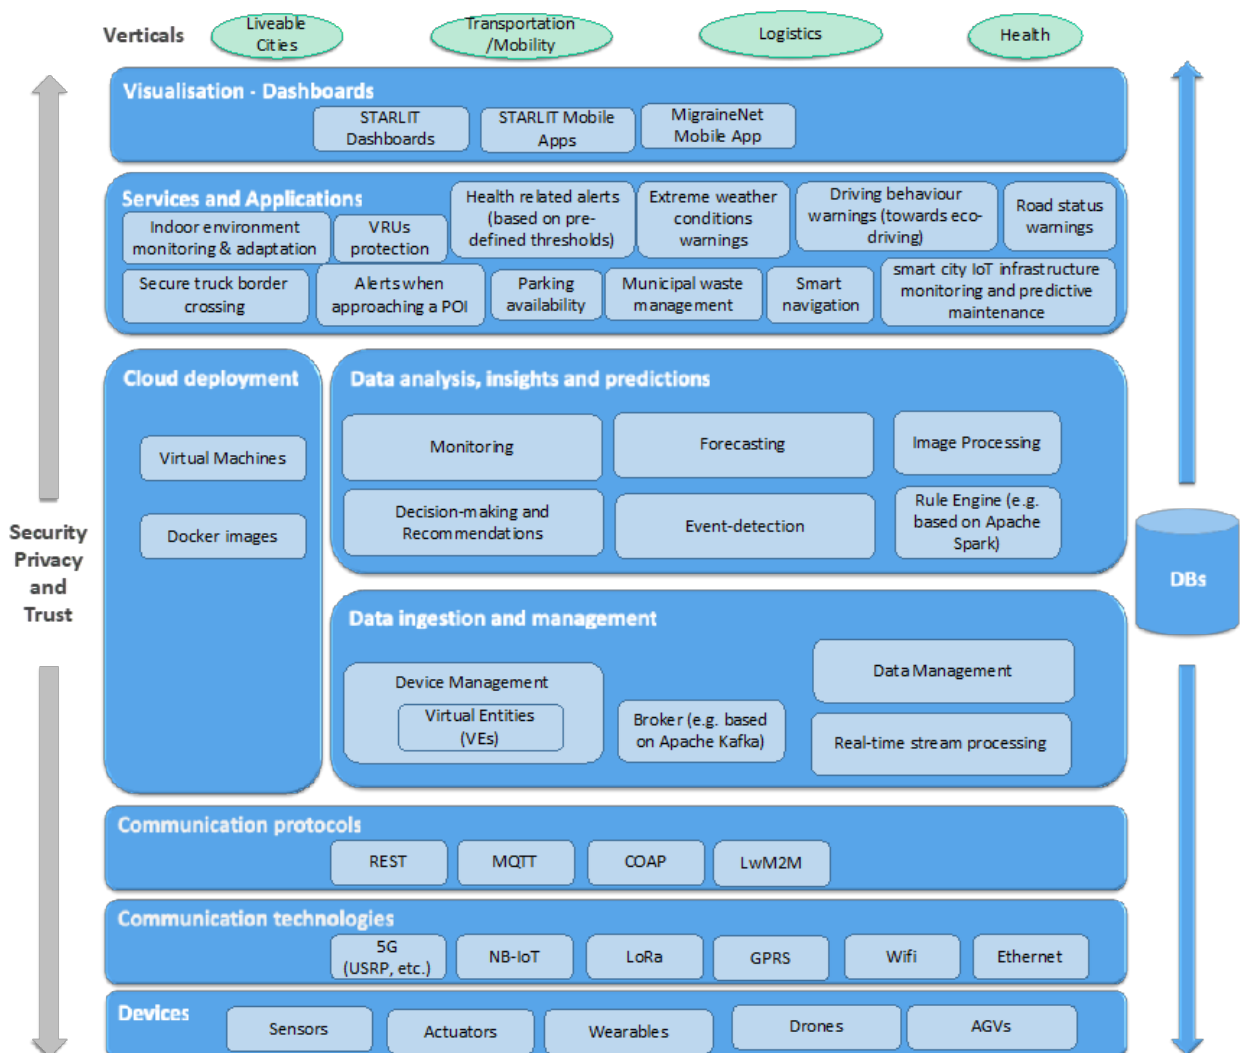 Verticals
Liveable
Cities
Transportation
/Mobility
Logistics
Health
Visualisation - Dashboards
STARLIT
Dashboards
STARLIT Mobile
Apps
MigraineNet
Mobile App
Services and Applications
Indoor environment
monitoring & adaptation
VRUs
protection
Health related alerts
(based on pre-
defined thresholds)
Extreme weather
conditions
warnings
Driving behaviour
warnings (towards eco-
driving)
Road status
warnings
Secure truck border
crossing
Alerts when
approaching a POI
Parking
availability
Municipal waste
management
Smart
navigation
smart city IoT infrastructure
monitoring and predictive
maintenance
Cloud deployment
Virtual Machines
Docker images
Data analysis, insights and predictions
Monitoring
Forecasting
Image Processing
Decision-making and
Recommendations
Event-detection
Rule Engine (e.g.
based on Apache
Spark)
Security
Privacy
and
Trust
DBs
Data ingestion and management
Device Management
Virtual Entities
(VEs)
Broker (e.g. based
on Apache Kafka)
Data Management
Real-time stream processing
Communication protocols
REST
MQTT
COAP
LwM2M
Communication technologies
5G
(USRP, etc.)
NB-IoT
LoRa
GPRS
Wifi
Ethernet
Devices
Sensors
Actuators
Wearables
Drones
AGVs